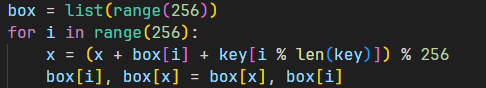 box = list(range(256))
for i in range(256):
    x = (x + box[i] + key[i % len(key)]) % 256
    box[i], box[x] = box[x], box[i]